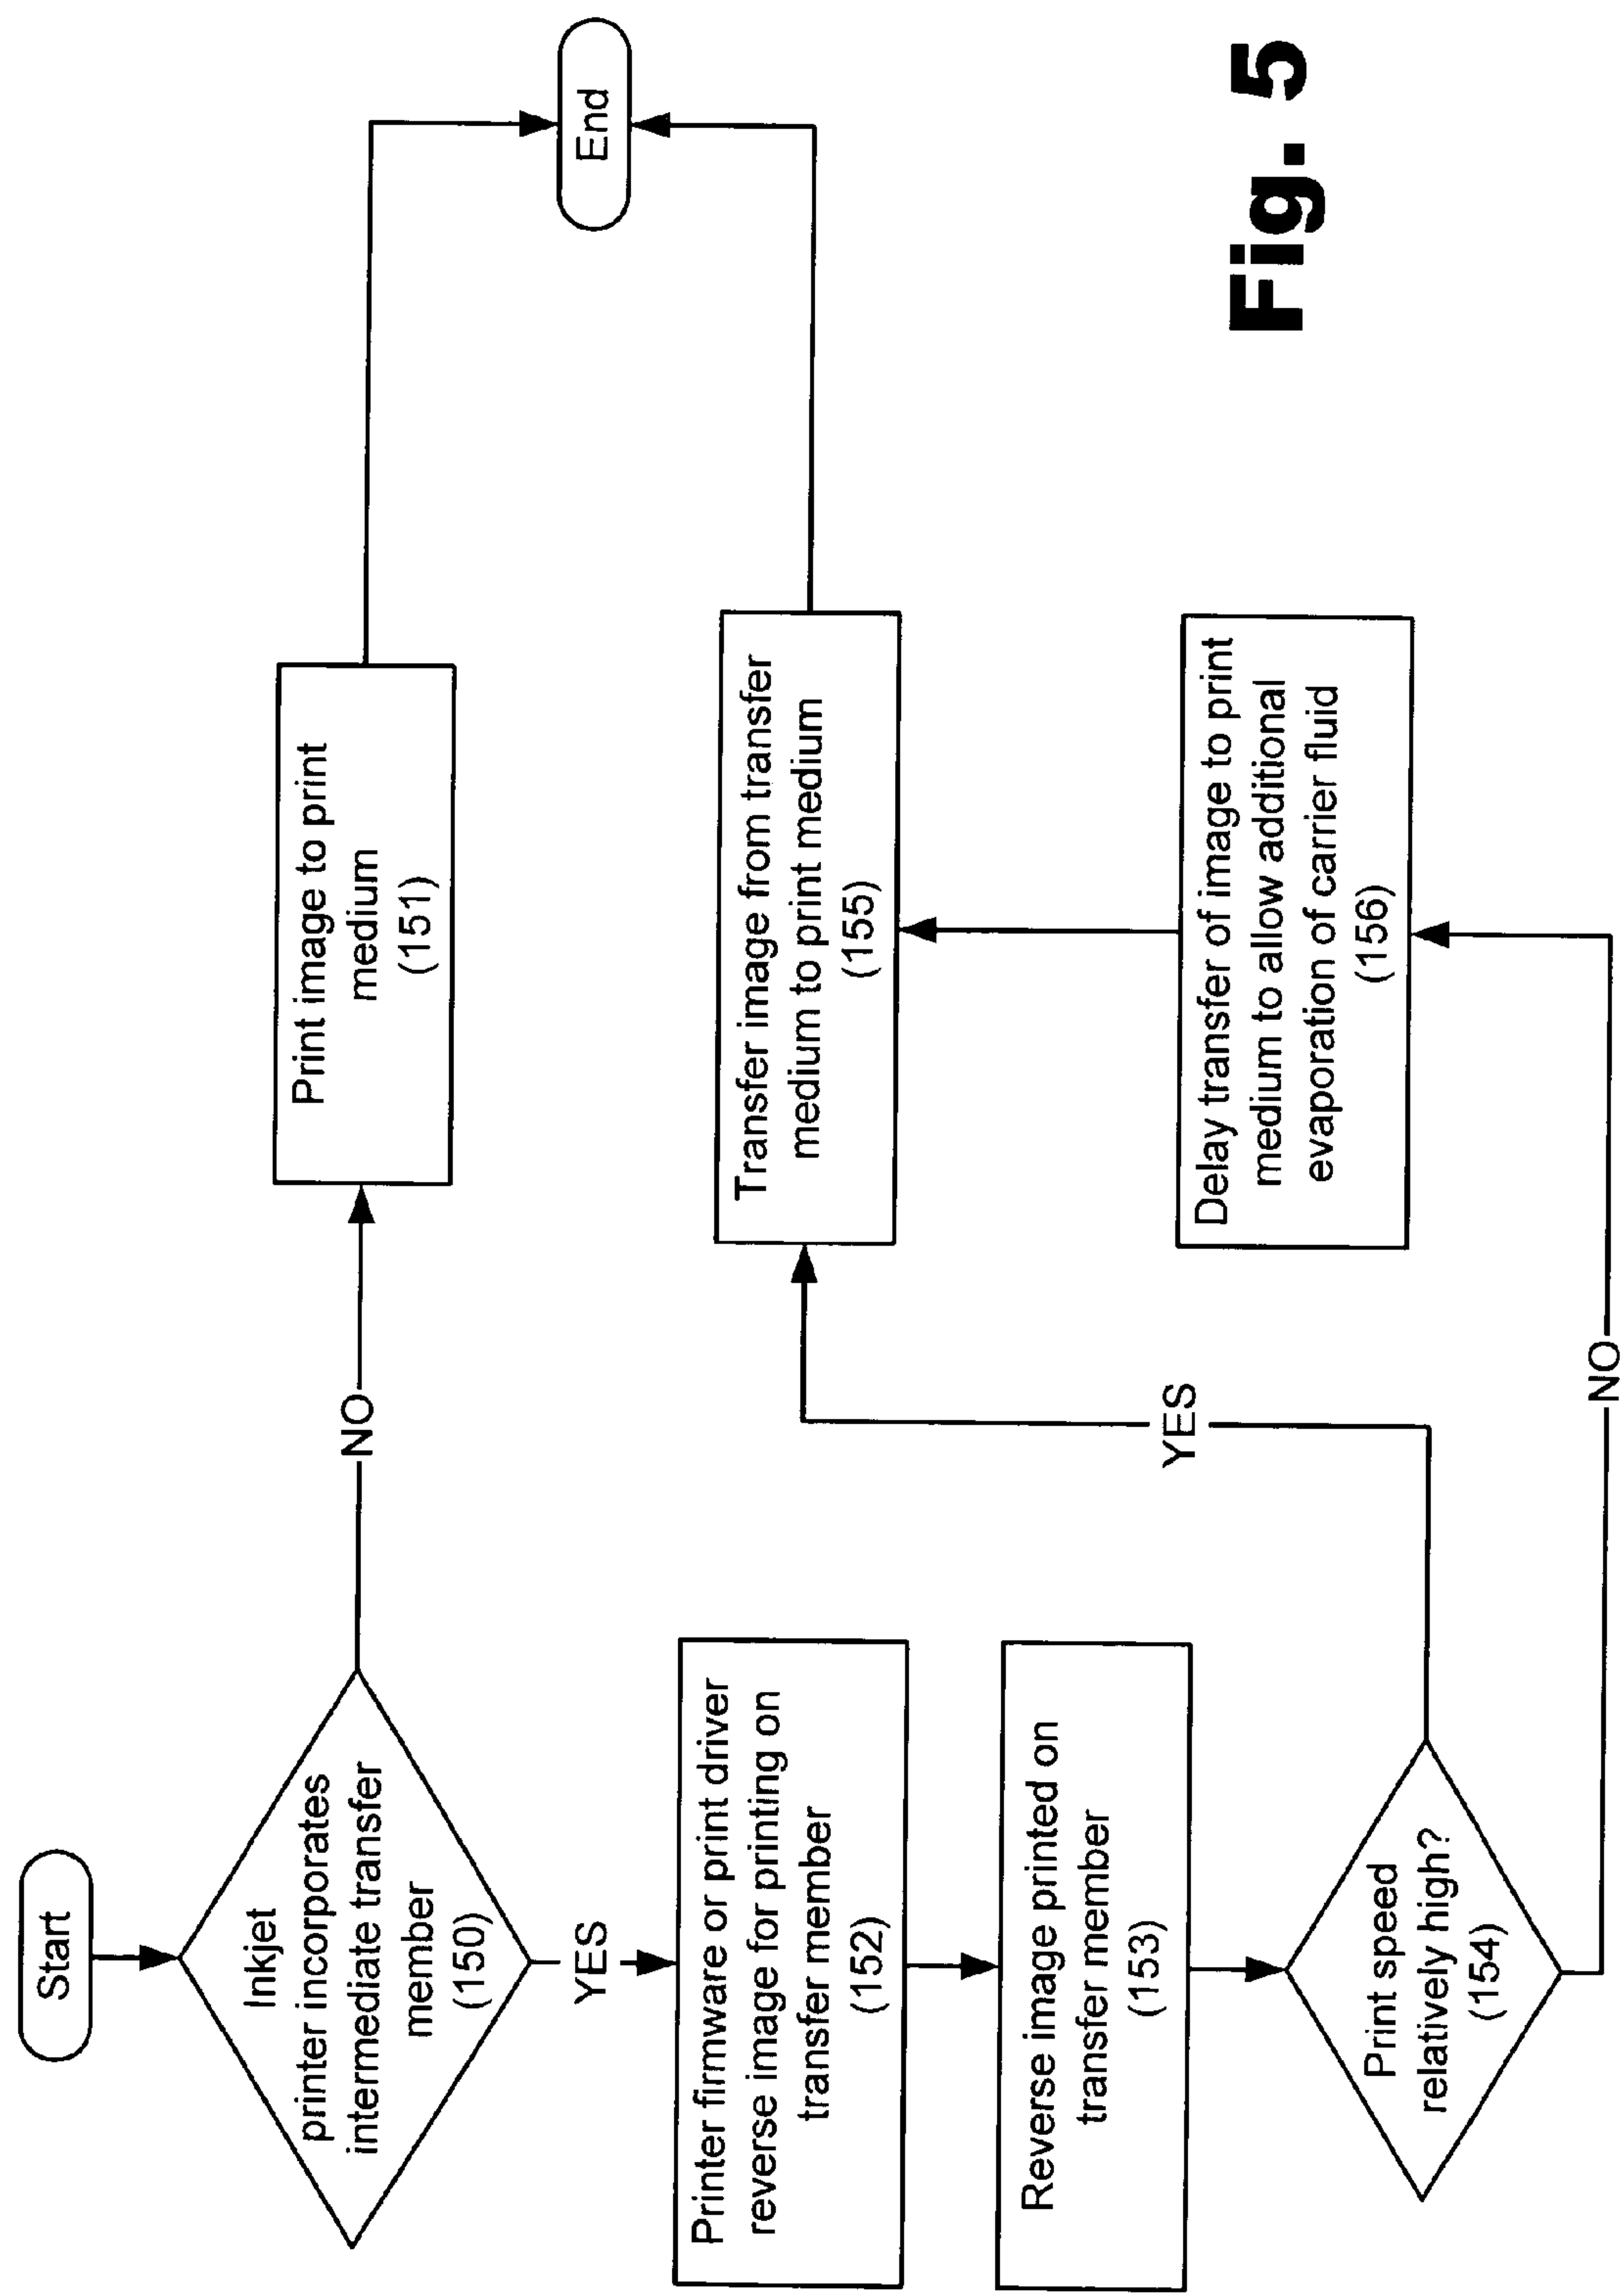 Start
Inkjet
printer incorporates
intermediate transfer
member
(150)
NO
Print image to print
medium
(151)
End
YES
Printer firmware or print driver
reverse image for printing on
transfer member
(152)
Reverse image printed on
transfer member
(153)
Print speed
relatively high?
(154)
YES
Transfer image from transfer
medium to print medium
(155)
NO
Delay transfer of image to print
medium to allow additional
evaporation of carrier fluid
(156)
Fig. 5